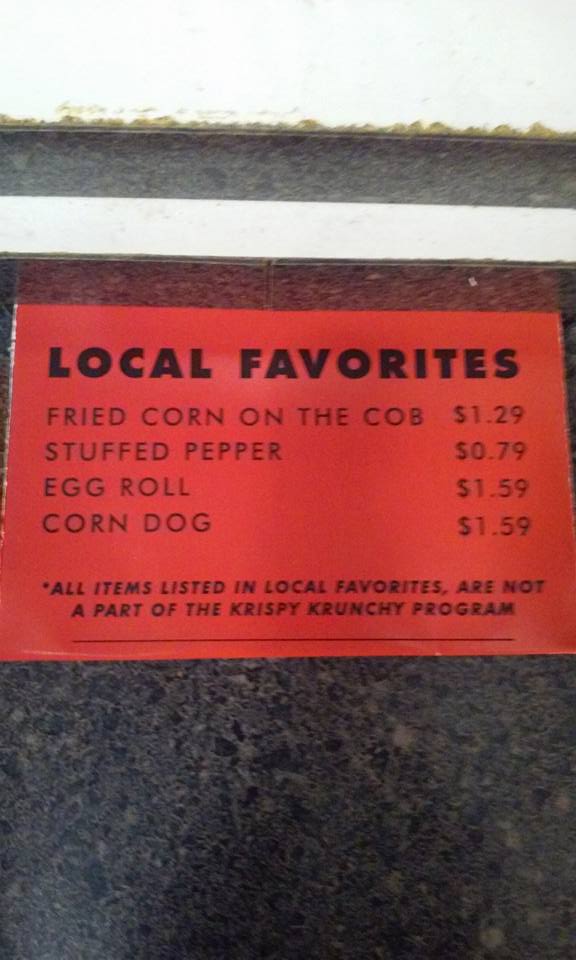 LOCAL FAVORITES
FRIED CORN ON THE COB $1.29
STUFFED PEPPER $0.79
EGG ROLL $1.59
CORN DOG $1.59
*ALL ITEMS LISTED IN LOCAL FAVORITES, ARE NOT
A PART OF THE KRISPY KRUNCHY PROGRAM